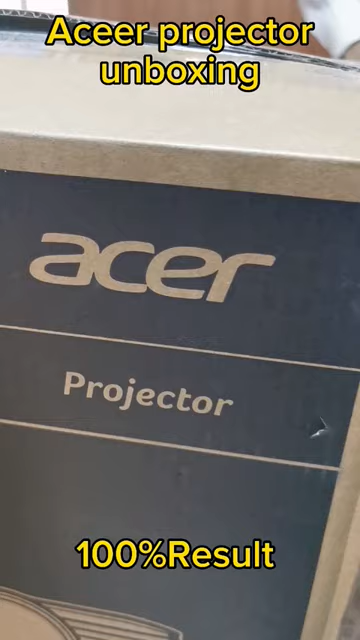 Aceer projector
unboxing
acer
Projector
100%Result